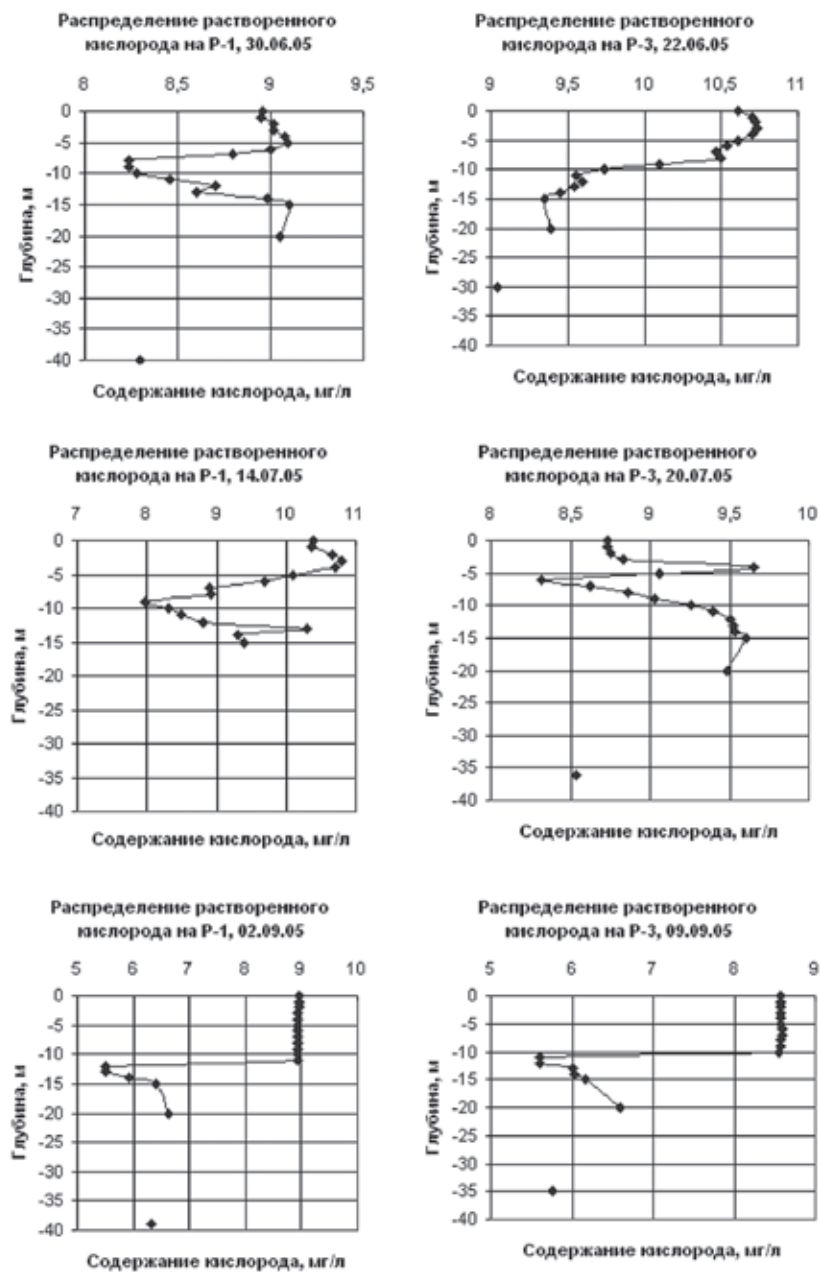 Распределение растворенного
кислорода на Р-1, 30.06.05
8 8,5 9 9,5
0
-5
-10
-15
-20
-25
-30
-35
-40
Глубина, м
Содержание кислорода, мг/л
Распределение растворенного
кислорода на Р-3, 22.06.05
9 9,5 10 10,5 11
0
-5
-10
-15
-20
-25
-30
-35
-40
Глубина, м
Содержание кислорода, мг/л
Распределение растворенного
кислорода на Р-1, 14.07.05
7 8 9 10 11
0
-5
-10
-15
-20
-25
-30
-35
-40
Глубина, м
Содержание кислорода, мг/л
Распределение растворенного
кислорода на Р-3, 20.07.05
8 8,5 9 9,5 10
0
-5
-10
-15
-20
-25
-30
-35
-40
Глубина, м
Содержание кислорода, мг/л
Распределение растворенного
кислорода на Р-1, 02.09.05
5 6 7 8 9 10
0
-5
-10
-15
-20
-25
-30
-35
-40
Глубина, м
Содержание кислорода, мг/л
Распределение растворенного
кислорода на Р-3, 09.09.05
5 6 7 8 9
0
-5
-10
-15
-20
-25
-30
-35
-40
Глубина, м
Содержание кислорода, мг/л